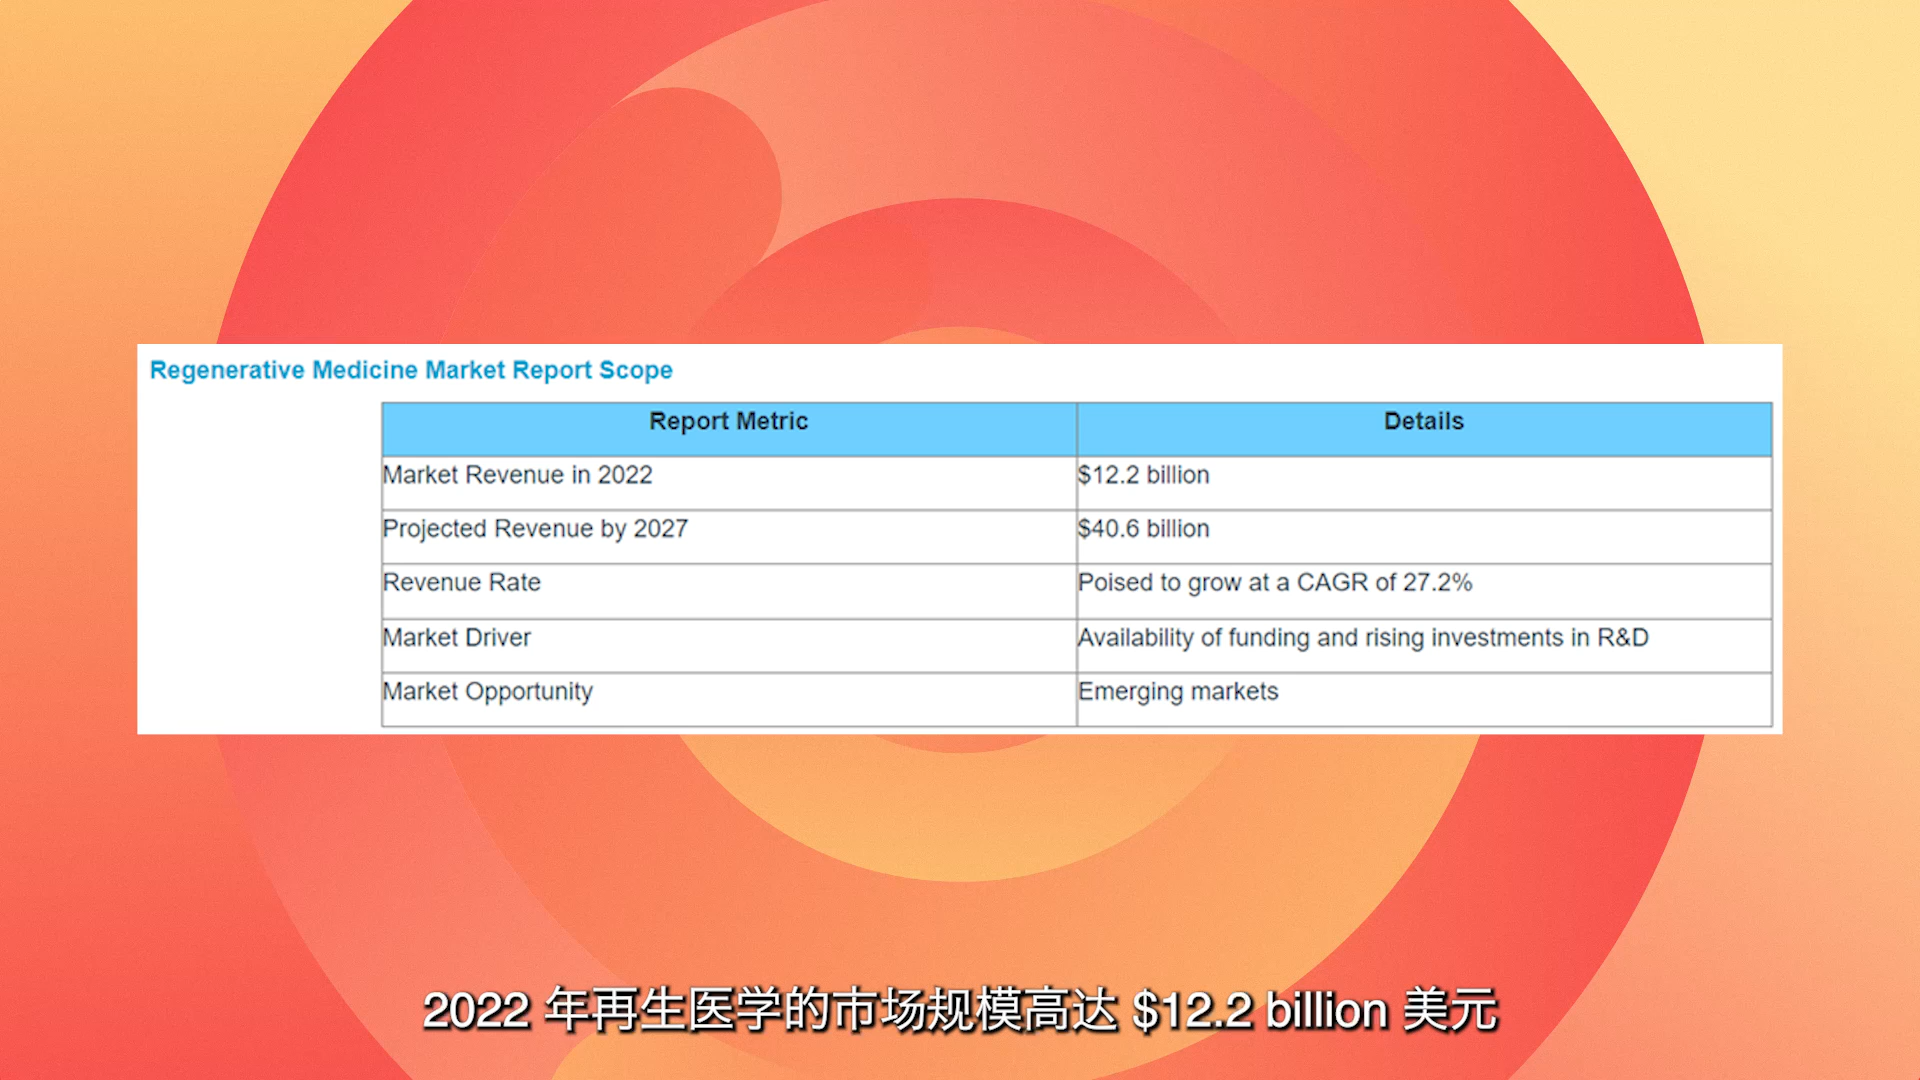 Regenerative Medicine Market Report Scope
Report Metric Details
Market Revenue in 2022 $12.2 billion
Projected Revenue by 2027 $40.6 billion
Revenue Rate Poised to grow at a CAGR of 27.2%
Market Driver Availability of funding and rising investments in R&D
Market Opportunity Emerging markets
2022 年再生医学的市场规模高达 $12.2 billion 美元